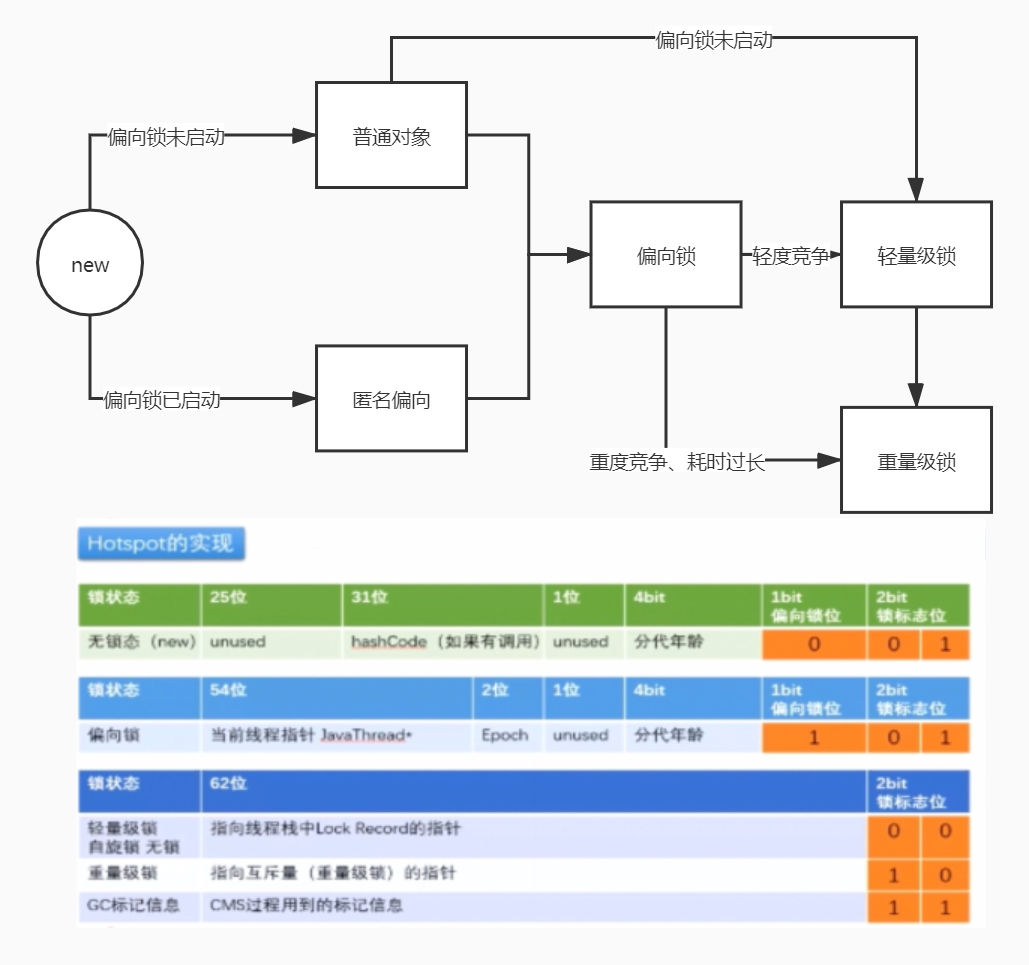 偏向锁未启动
偏向锁未启动
普通对象
new
偏向锁
轻度竞争
轻量级锁
偏向锁已启动
匿名偏向
重度竞争、耗时过长
重量级锁
Hotspot的实现
锁状态 25位 31位 1位 4bit 1bit 2bit
偏向锁位 锁标志位
无锁态（new） unused hashCode（如果有调用） unused 分代年龄 0 0 1
锁状态 54位 2位 1位 4bit 1bit 2bit
偏向锁位 锁标志位
偏向锁 当前线程指针 JavaThread* Epoch unused 分代年龄 1 0 1
锁状态 62位 2bit
锁标志位
轻量级锁 指向线程栈中Lock Record的指针 0 0
自旋锁 无锁
重量级锁 指向互斥量（重量级锁）的指针 1 0
GC标记信息 CMS过程用到的标记信息 1 1